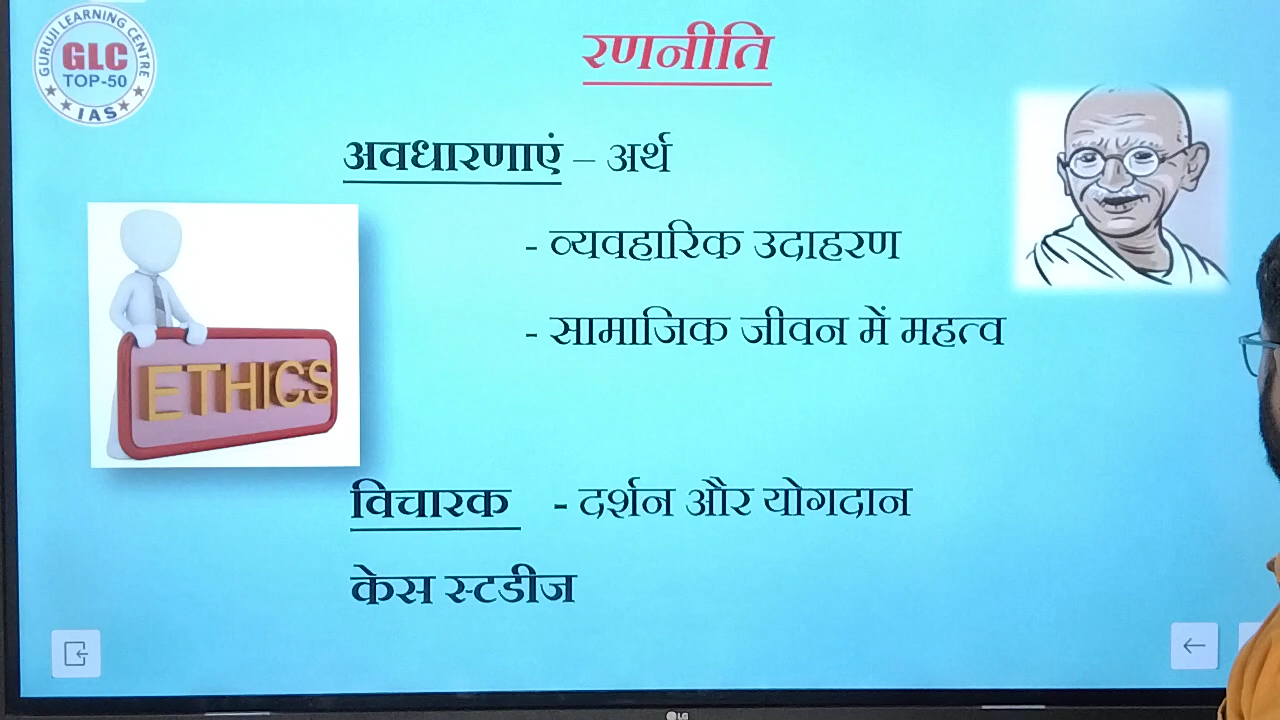 GURUJI LEARNING CENTRE
GLC
TOP-50
IAS
रणनीति
अवधारणाएं – अर्थ
- व्यवहारिक उदाहरण
- सामाजिक जीवन में महत्व
ETHICS
विचारक - दर्शन और योगदान
केस स्टडीज
LG